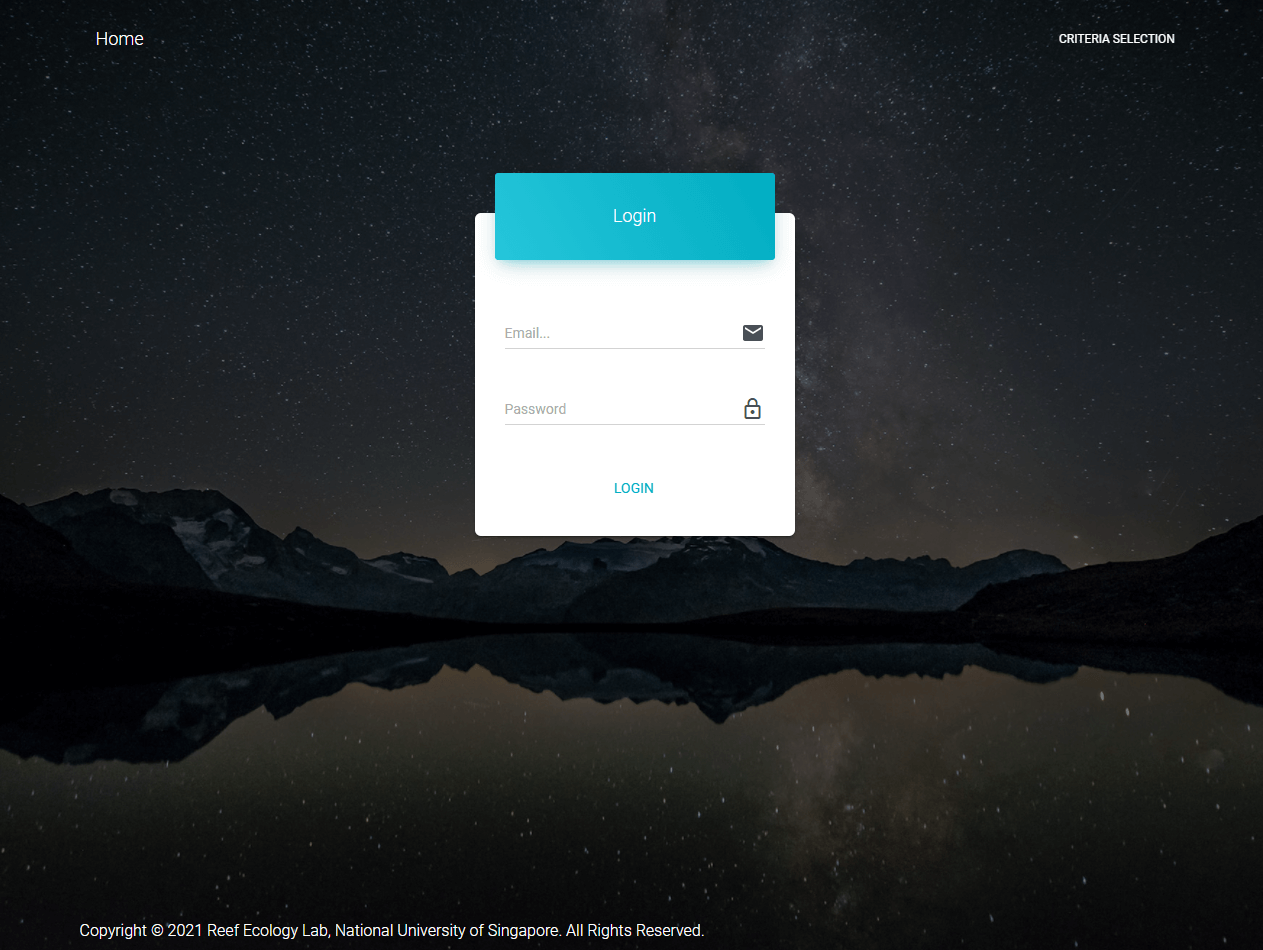 Home
CRITERIA SELECTION
Login
Email...
Password
LOGIN
Copyright © 2021 Reef Ecology Lab, National University of Singapore. All Rights Reserved.